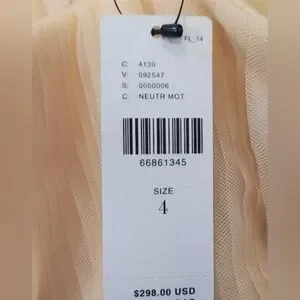 FL_14
C: 4130
V: 092547
S: 0000006
C: NEUTR MOT
66861345
SIZE
4
$298.00 USD